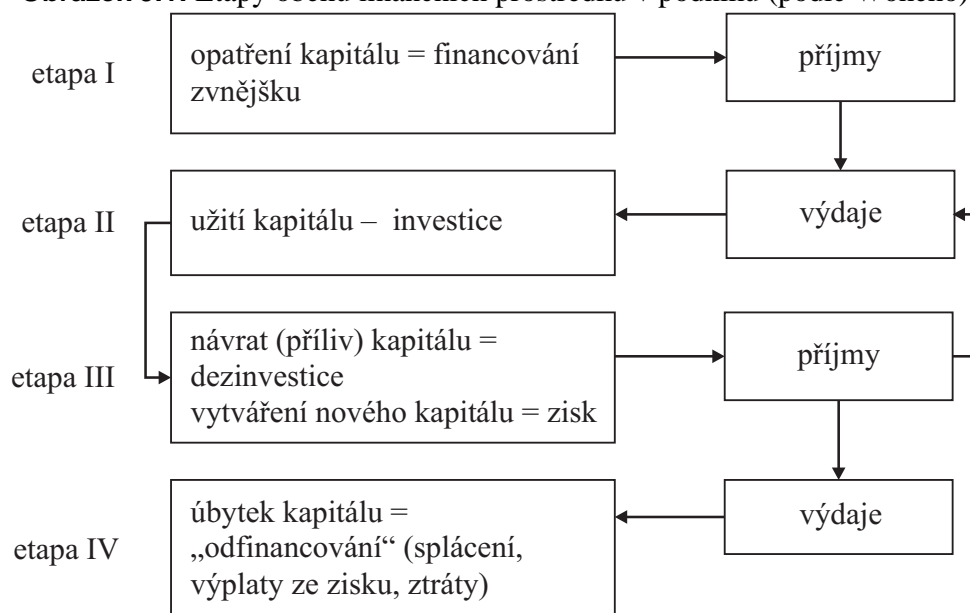 etapa I
opatření kapitálu = financování
zvnějšku
příjmy
etapa II
užití kapitálu – investice
výdaje
etapa III
návrat (příliv) kapitálu =
dezinvestice
vytváření nového kapitálu = zisk
příjmy
etapa IV
úbytek kapitálu =
„odfinancování“ (splácení,
výplaty ze zisku, ztráty)
výdaje